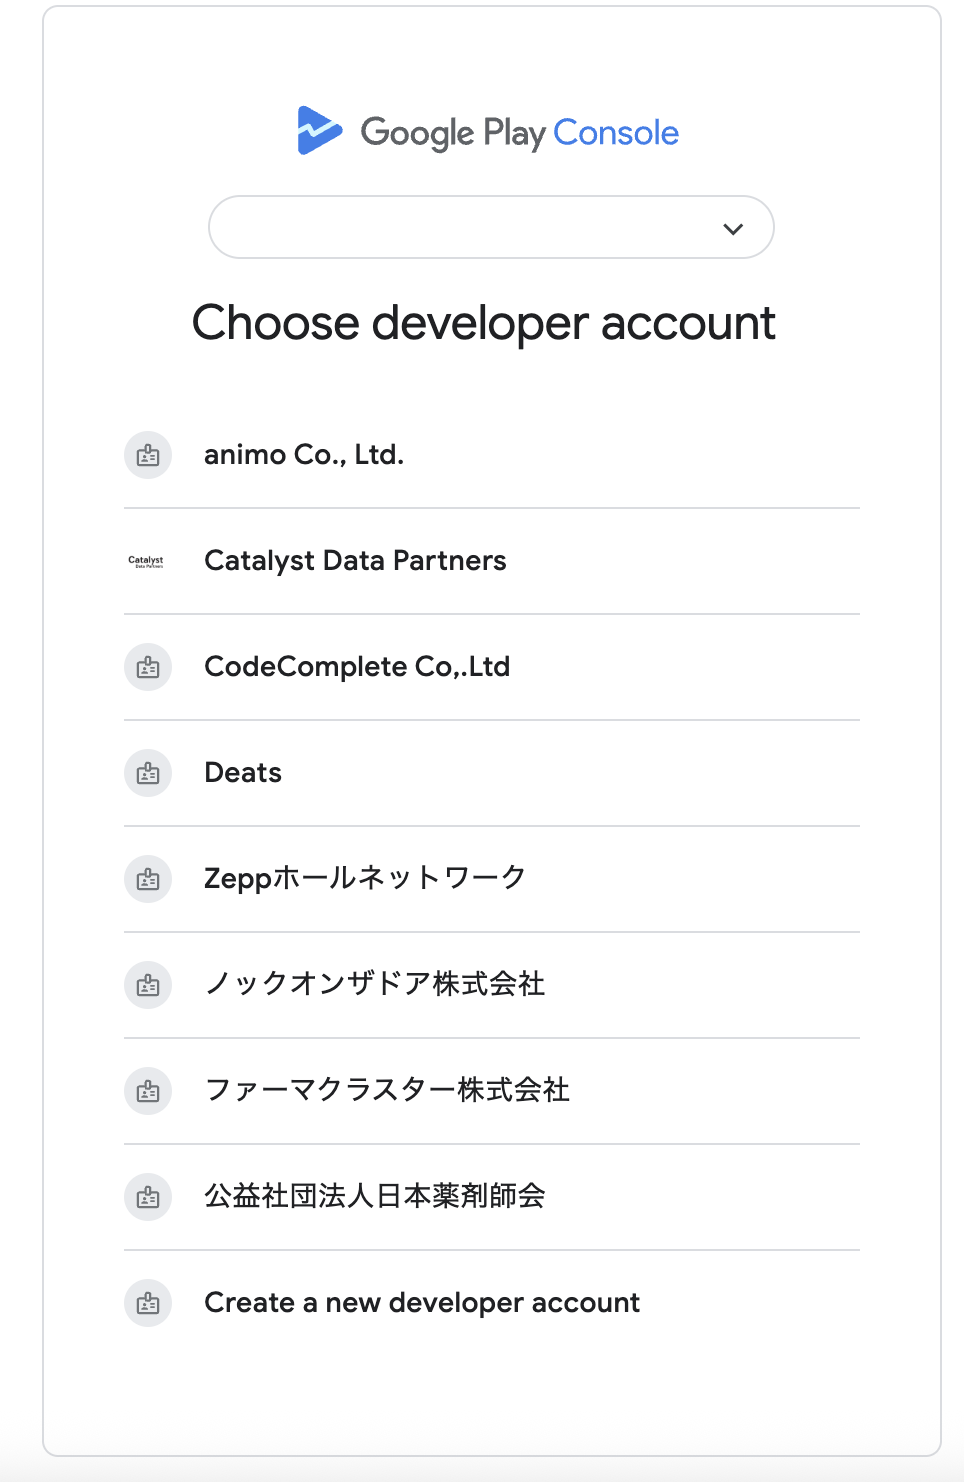 Google Play Console
Choose developer account
animo Co., Ltd.
Catalyst
Data Partners
Catalyst Data Partners
CodeComplete Co,.Ltd
Deats
Zeppホールネットワーク
ノックオンザドア株式会社
ファーマクラスター株式会社
公益社団法人日本薬剤師会
Create a new developer account